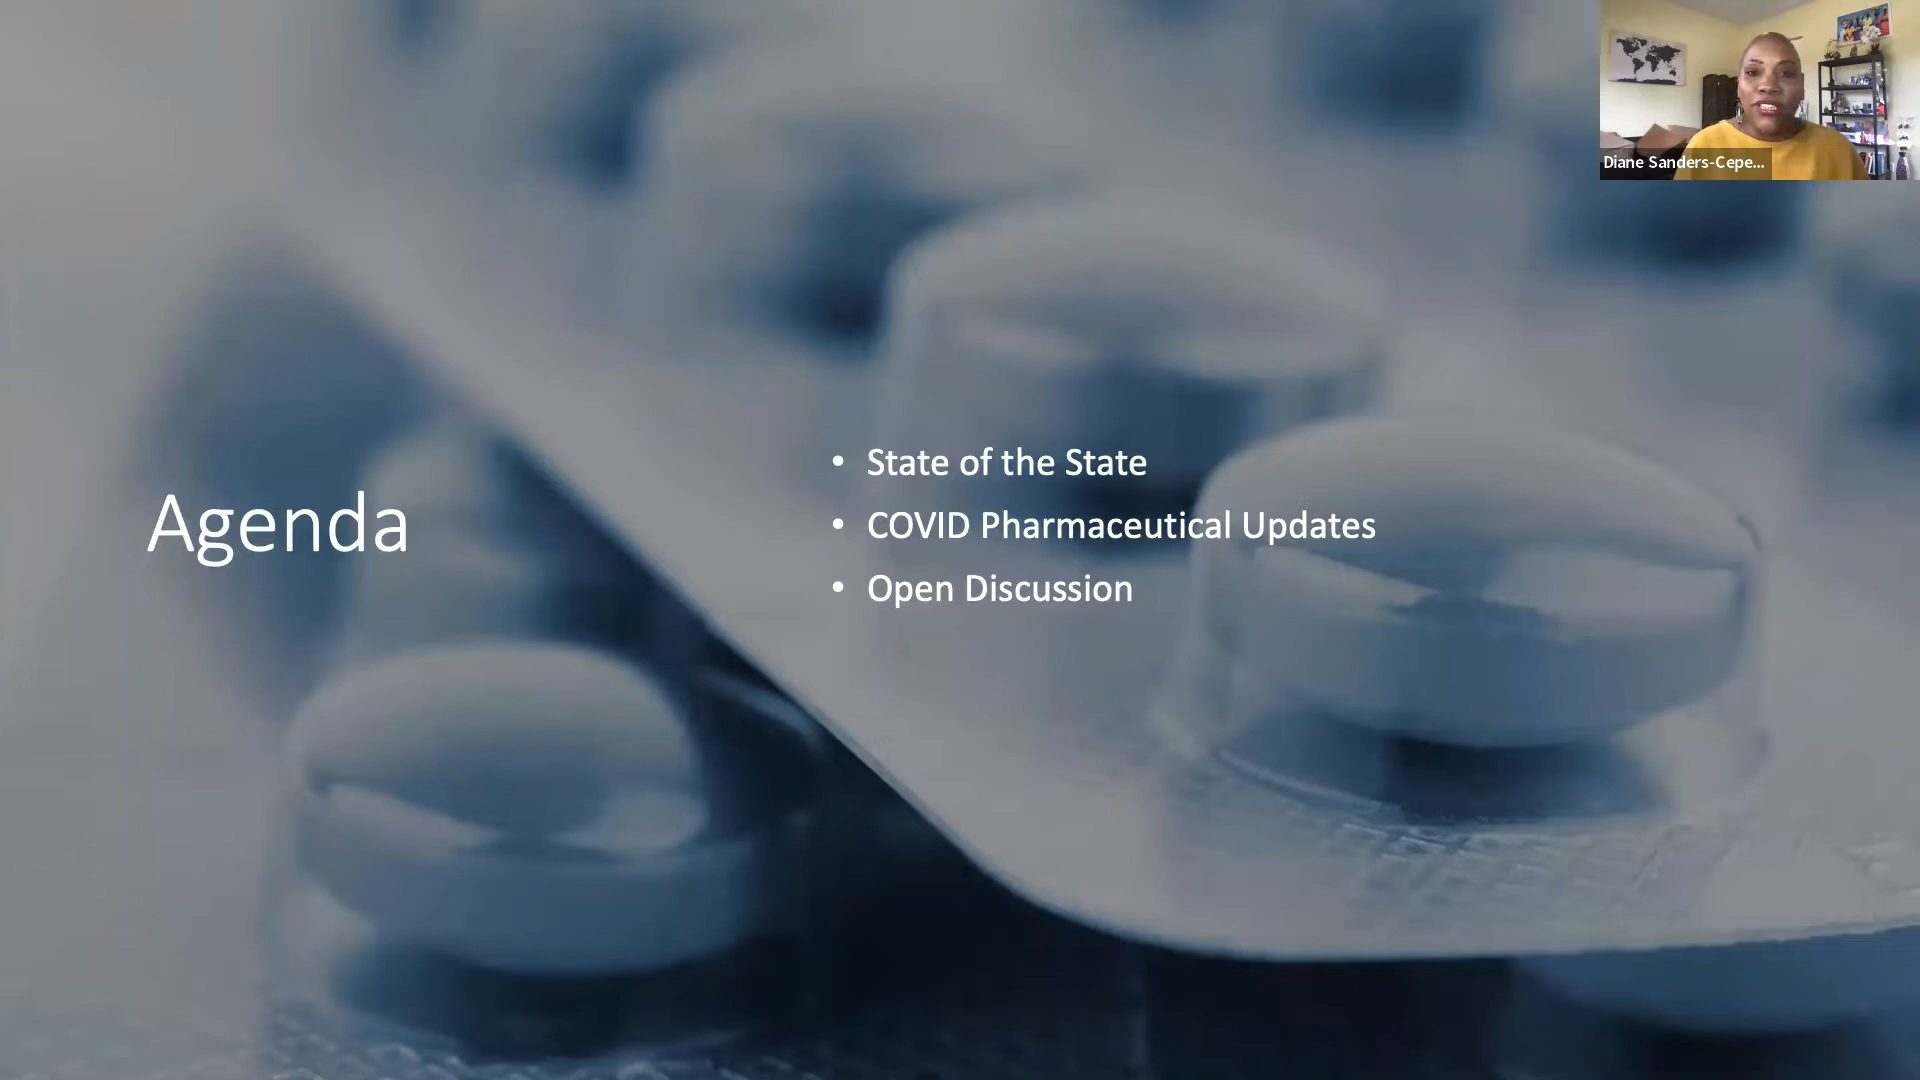 Diane Sanders-Cepe...
Agenda
• State of the State
• COVID Pharmaceutical Updates
• Open Discussion